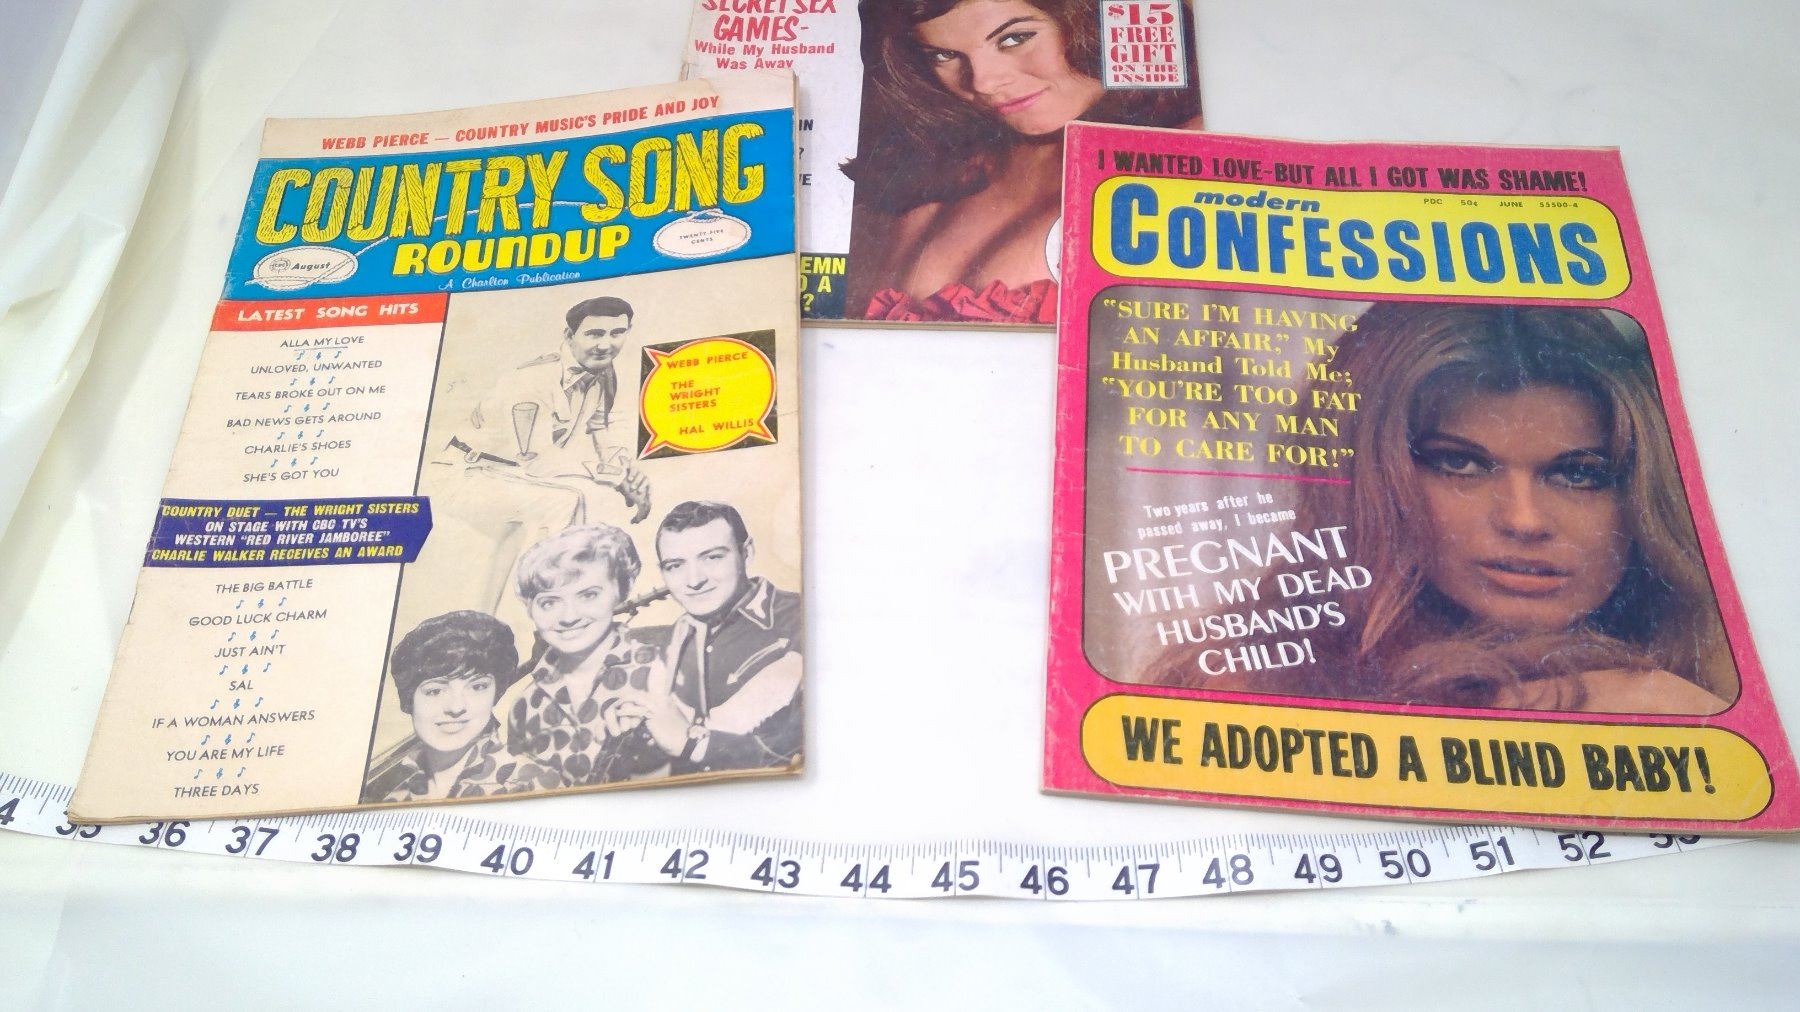 SECRET SEX
GAMES-
While My Husband
Was Away
$15
FREE
GIFT
ON THE
INSIDE
IN
?
EMN
A
?
WEBB PIERCE — COUNTRY MUSIC'S PRIDE AND JOY
COUNTRY SONG
ROUNDUP
August
TWENTY-FIVE
CENTS
A Charlton Publication
LATEST SONG HITS
ALLA MY LOVE
UNLOVED, UNWANTED
TEARS BROKE OUT ON ME
BAD NEWS GETS AROUND
CHARLIE'S SHOES
SHE'S GOT YOU
WEBB PIERCE
THE
WRIGHT
SISTERS
HAL WILLIS
COUNTRY DUET — THE WRIGHT SISTERS
ON STAGE WITH CBC TV'S
WESTERN "RED RIVER JAMBOREE"
CHARLIE WALKER RECEIVES AN AWARD
THE BIG BATTLE
GOOD LUCK CHARM
JUST AIN'T
SAL
IF A WOMAN ANSWERS
YOU ARE MY LIFE
THREE DAYS
I WANTED LOVE-BUT ALL I GOT WAS SHAME!
modern
CONFESSIONS
PDC 50¢ JUNE 55500-4
"SURE I'M HAVING
AN AFFAIR," My
Husband Told Me;
"YOU'RE TOO FAT
FOR ANY MAN
TO CARE FOR!"
Two years after he
passed away, I became
PREGNANT
WITH MY DEAD
HUSBAND'S
CHILD!
WE ADOPTED A BLIND BABY!
4 35 36 37 38 39 40 41 42 43 44 45 46 47 48 49 50 51 52 53